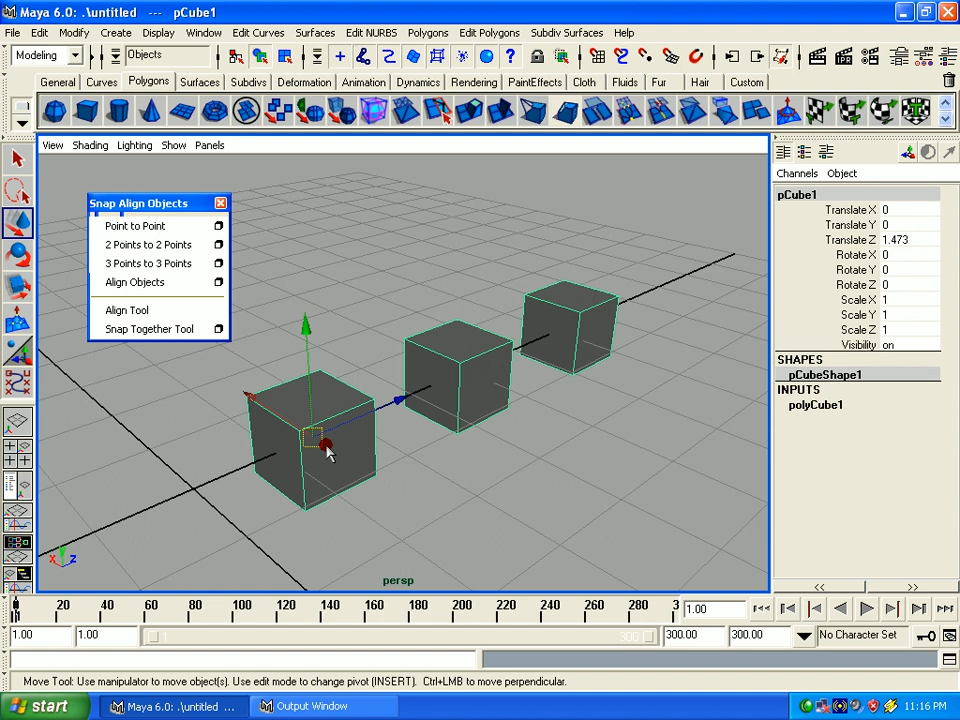 Maya 6.0: .\untitled   ---   pCube1
File Edit Modify Create Display Window Edit Curves Surfaces Edit NURBS Polygons Edit Polygons Subdiv Surfaces Help
Modeling Objects
General Curves Polygons Surfaces Subdivs Deformation Animation Dynamics Rendering PaintEffects Cloth Fluids Fur Hair Custom
View Shading Lighting Show Panels
Snap Align Objects
Point to Point
2 Points to 2 Points
3 Points to 3 Points
Align Objects
Align Tool
Snap Together Tool
Channels Object
pCube1
Translate X 0
Translate Y 0
Translate Z 1.473
Rotate X 0
Rotate Y 0
Rotate Z 0
Scale X 1
Scale Y 1
Scale Z 1
Visibility on
SHAPES
pCubeShape1
INPUTS
polyCube1
X Z
persp
<< >>
20 40 60 80 100 120 140 160 180 200 220 240 260 280 3 1.00
1.00 1.00 1 300 300.00 300.00 No Character Set
Move Tool: Use manipulator to move object(s). Use edit mode to change pivot (INSERT). Ctrl+LMB to move perpendicular.
start Maya 6.0: .\untitled ... Output Window 11:16 PM